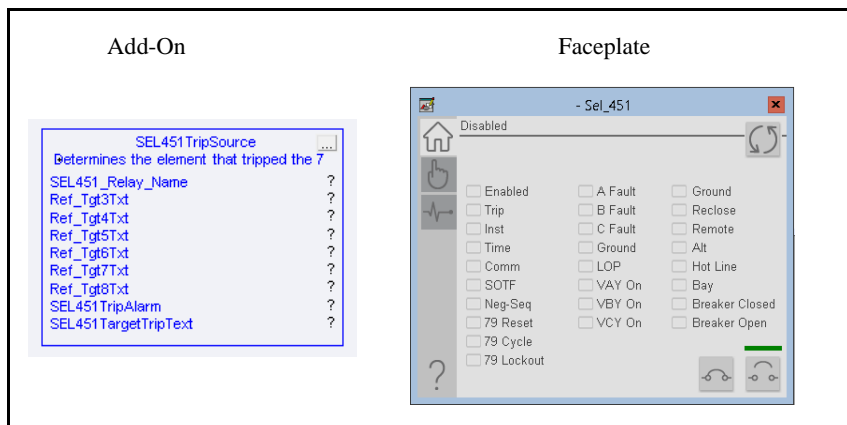 Add-On
Faceplate
SEL451TripSource ...
Determines the element that tripped the 7
SEL451_Relay_Name ?
Ref_Tgt3Txt ?
Ref_Tgt4Txt ?
Ref_Tgt5Txt ?
Ref_Tgt6Txt ?
Ref_Tgt7Txt ?
Ref_Tgt8Txt ?
SEL451TripAlarm ?
SEL451TargetTripText ?
- Sel_451
Disabled
Enabled
Trip
Inst
Time
Comm
SOTF
Neg-Seq
79 Reset
79 Cycle
79 Lockout
A Fault
B Fault
C Fault
Ground
LOP
VAY On
VBY On
VCY On
Ground
Reclose
Remote
Alt
Hot Line
Bay
Breaker Closed
Breaker Open
?